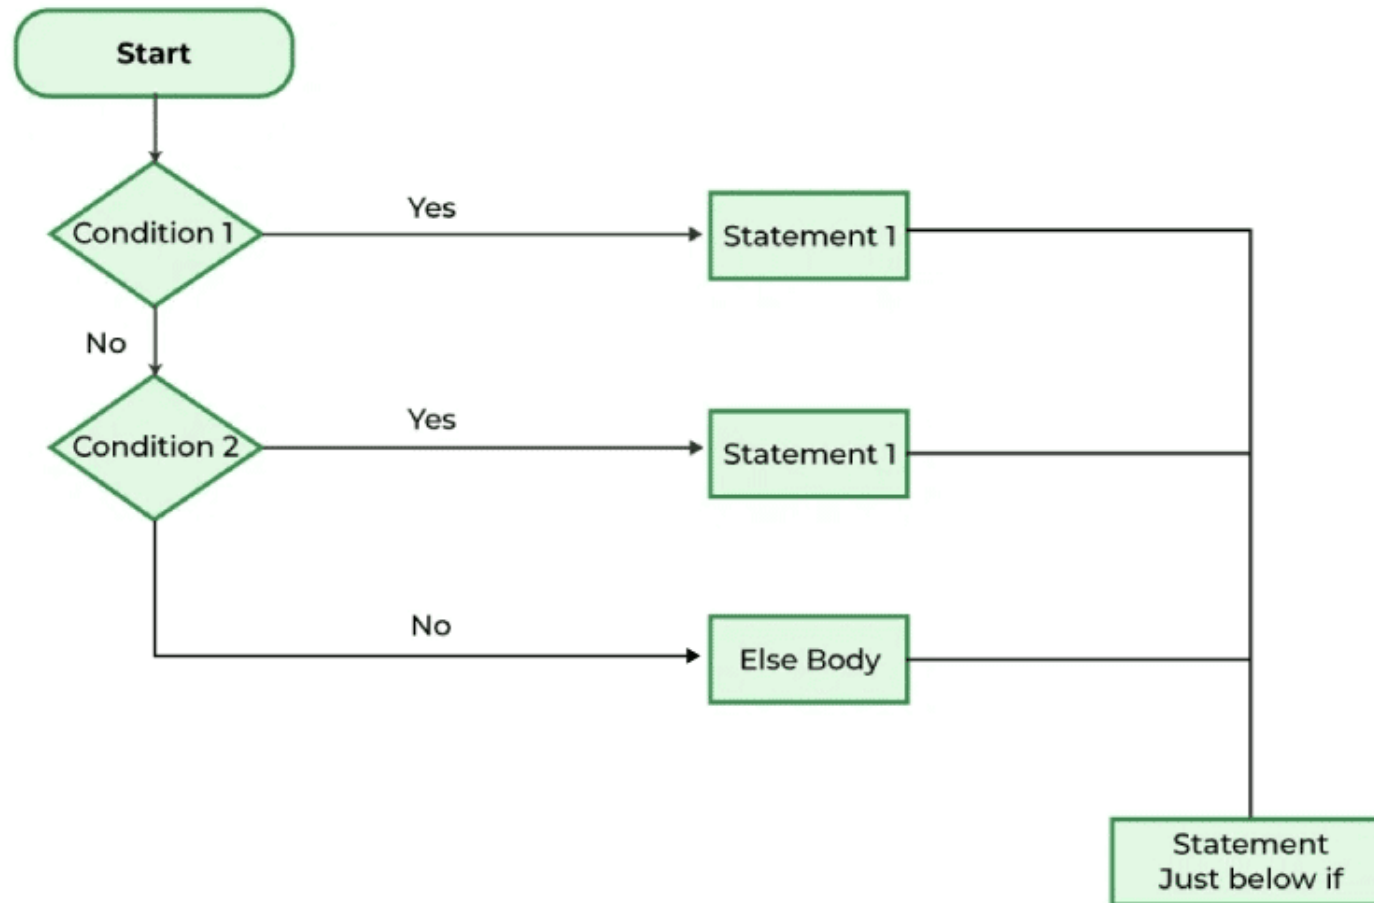 Start
Condition 1
Yes
Statement 1
No
Condition 2
Yes
Statement 1
No
Else Body
Statement
Just below if